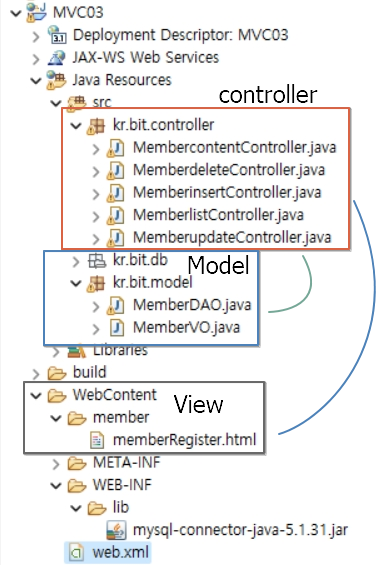 MVC03
Deployment Descriptor: MVC03
JAX-WS Web Services
Java Resources
src
controller
kr.bit.controller
MembercontentController.java
MemberdeleteController.java
MemberinsertController.java
MemberlistController.java
MemberupdateController.java
kr.bit.db
Model
kr.bit.model
MemberDAO.java
MemberVO.java
Libraries
build
WebContent
View
member
memberRegister.html
META-INF
WEB-INF
lib
mysql-connector-java-5.1.31.jar
web.xml